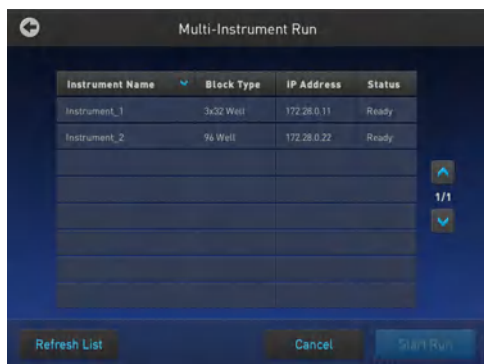 Multi-Instrument Run
Instrument Name Block Type IP Address Status
Instrument_1 3x32 Well 172.28.0.11 Ready
Instrument_2 96 Well 172.28.0.22 Ready
1/1
Refresh List Cancel Start Run